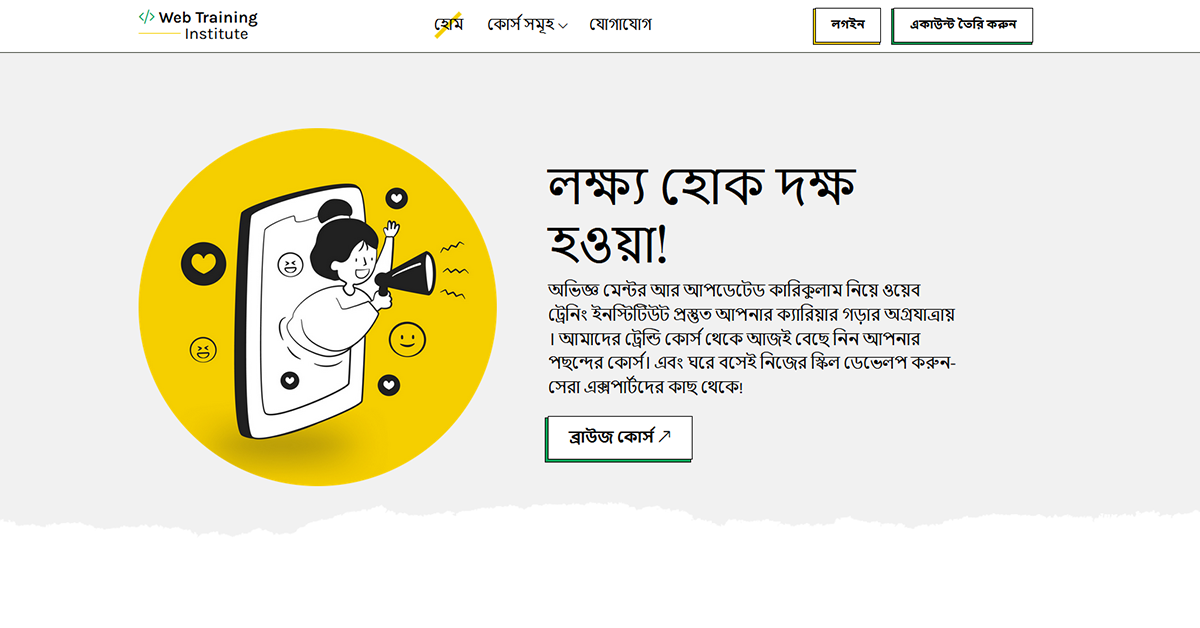 </> Web Training
Institute
হোম
কোর্স সমূহ
যোগাযোগ
লগইন
একাউন্ট তৈরি করুন
লক্ষ্য হোক দক্ষ
হওয়া!
অভিজ্ঞ মেন্টর আর আপডেটেড কারিকুলাম নিয়ে ওয়েব
ট্রেনিং ইনস্টিটিউট প্রস্তুত আপনার ক্যারিয়ার গড়ার অগ্রযাত্রায়
। আমাদের ট্রেন্ডি কোর্স থেকে আজই বেছে নিন আপনার
পছন্দের কোর্স। এবং ঘরে বসেই নিজের স্কিল ডেভেলপ করুন-
সেরা এক্সপার্টদের কাছ থেকে!
ব্রাউজ কোর্স